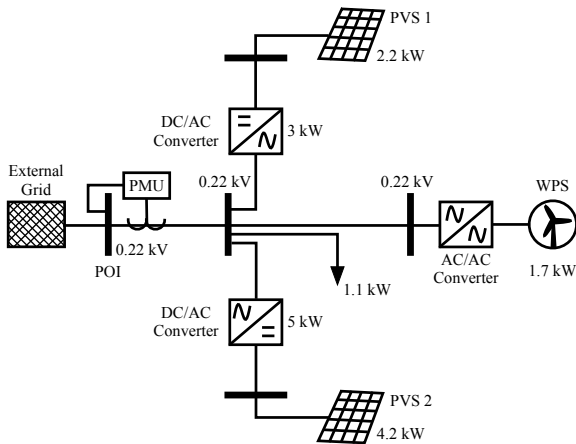 PVS 1
2.2 kW
DC/AC
Converter
3 kW
External
Grid
PMU
0.22 kV
0.22 kV
WPS
0.22 kV
POI
AC/AC
Converter
1.7 kW
1.1 kW
DC/AC
Converter
5 kW
PVS 2
4.2 kW